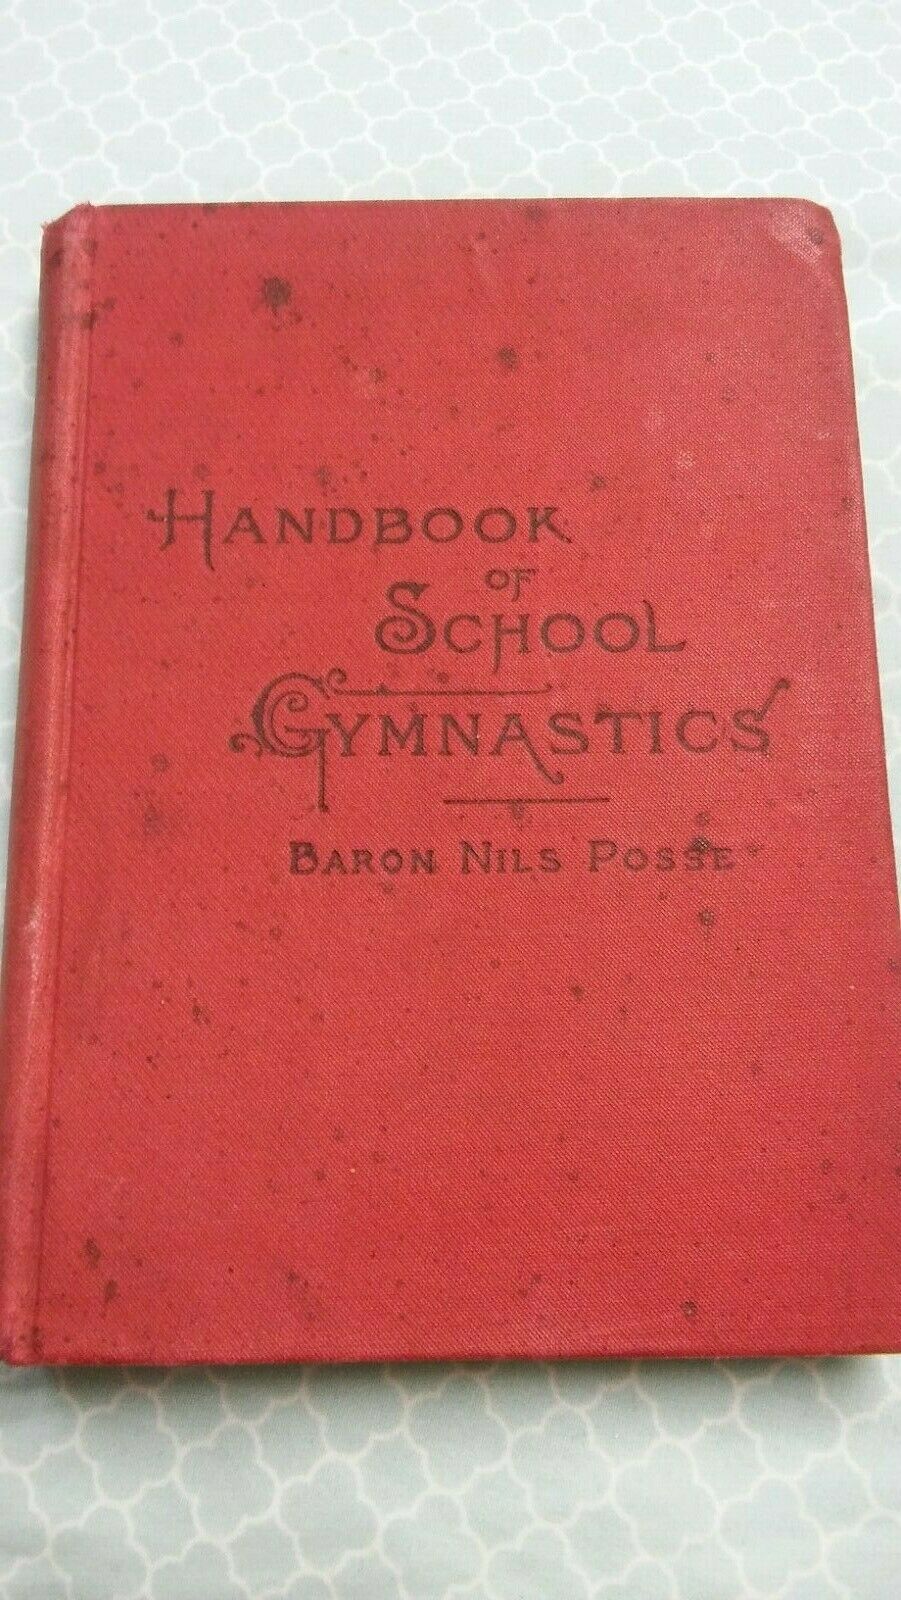 HANDBOOK
OF
SCHOOL
GYMNASTICS
BARON NILS POSSE